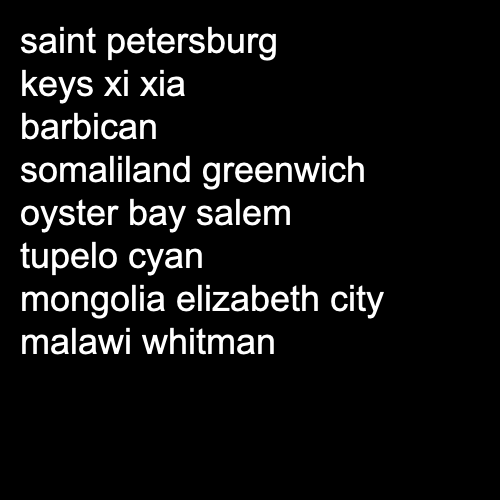 saint petersburg
keys xi xia
barbican
somaliland greenwich
oyster bay salem
tupelo cyan
mongolia elizabeth city
malawi whitman